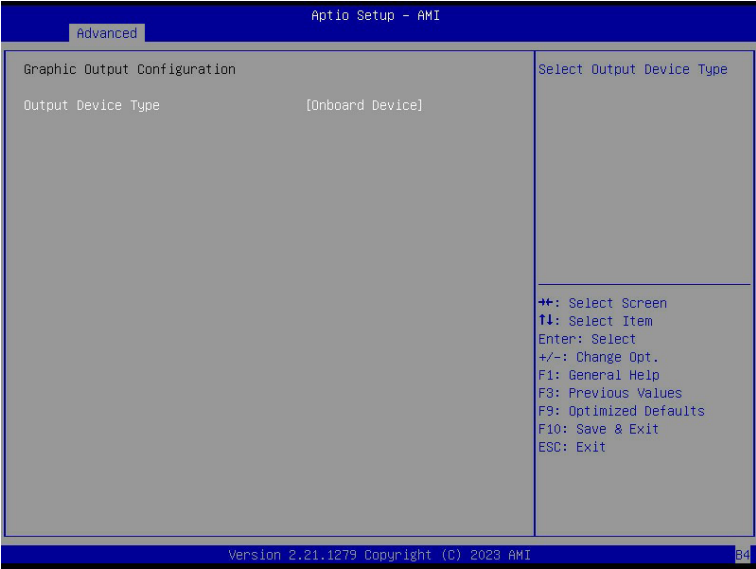 Aptio Setup – AMI
Advanced
Graphic Output Configuration
Output Device Type [Onboard Device]
Select Output Device Type
→←: Select Screen
↑↓: Select Item
Enter: Select
+/-: Change Opt.
F1: General Help
F3: Previous Values
F9: Optimized Defaults
F10: Save & Exit
ESC: Exit
Version 2.21.1279 Copyright (C) 2023 AMI
B4